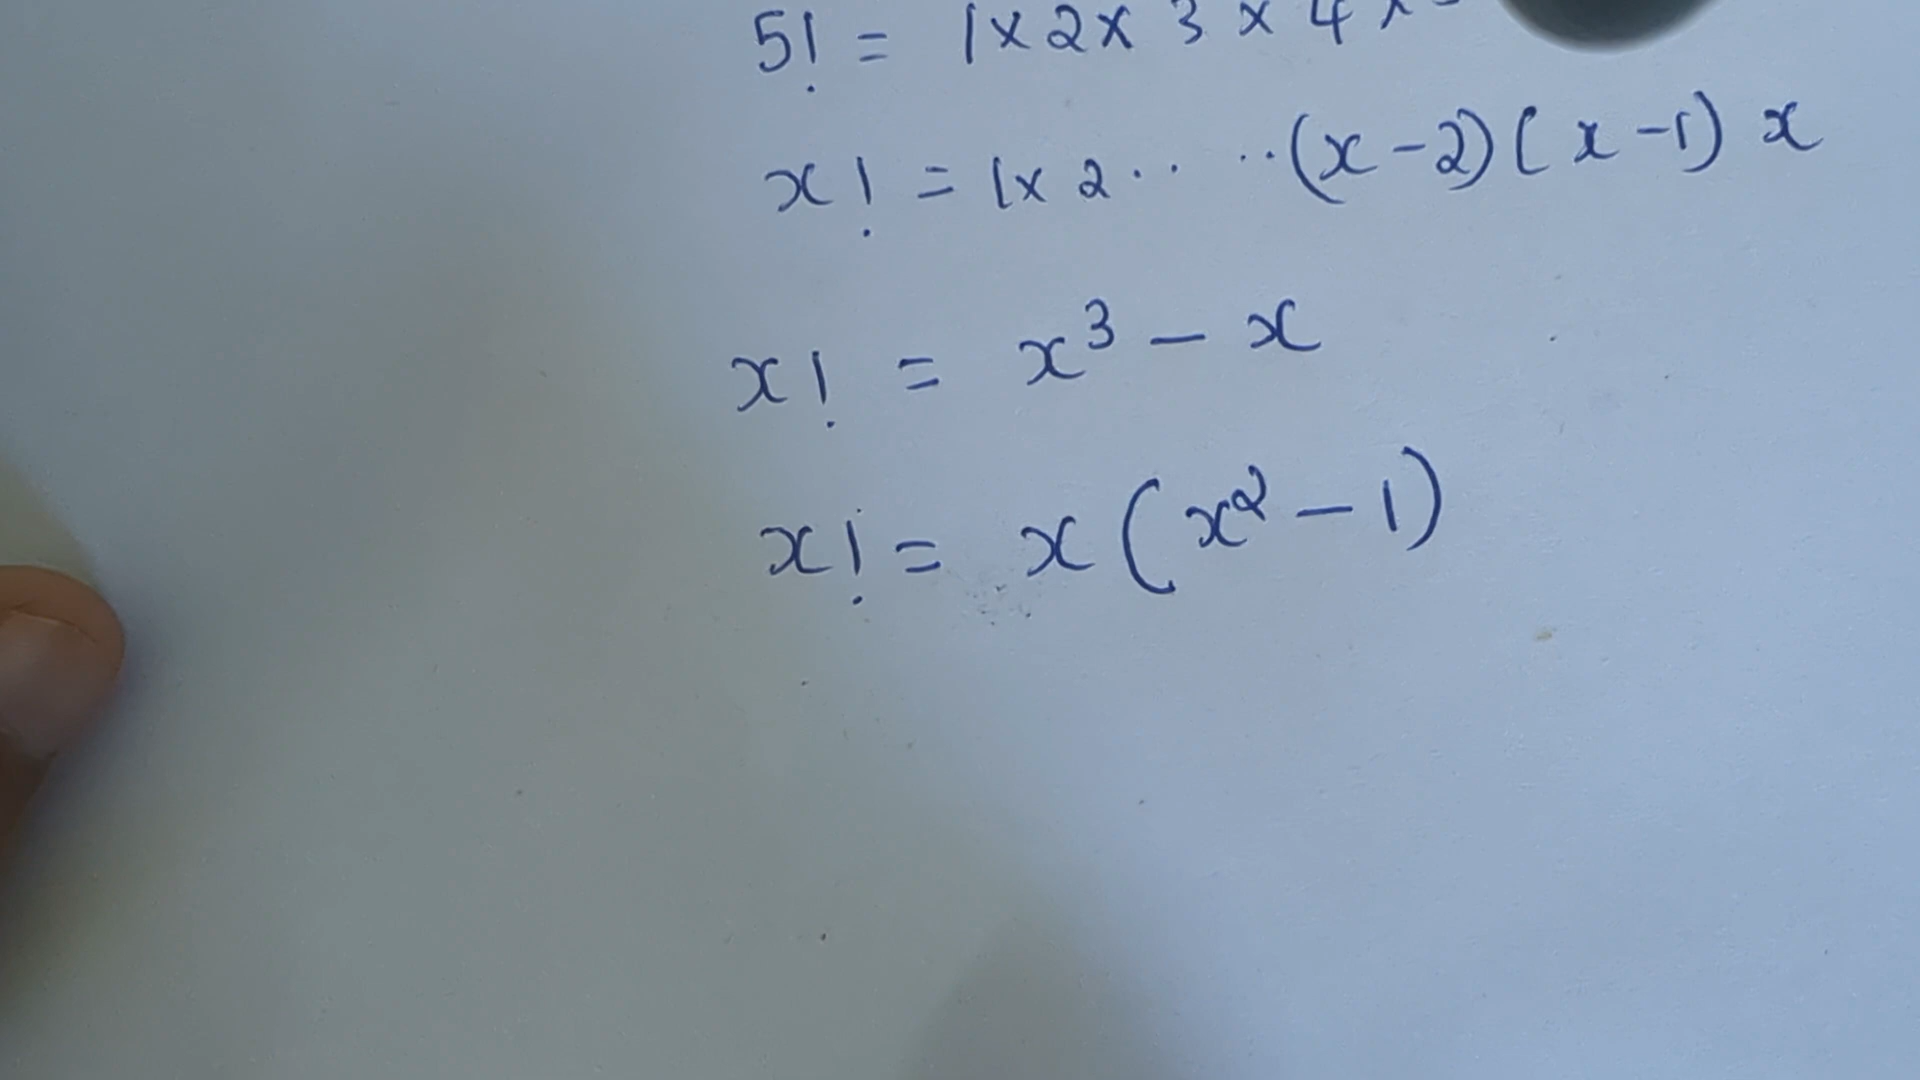 5! = 1 x 2 x 3 x 4 x
x! = 1 x 2 . . . . (x - 2) (x - 1) x
x! = x³ - x
x! = x (x² - 1)